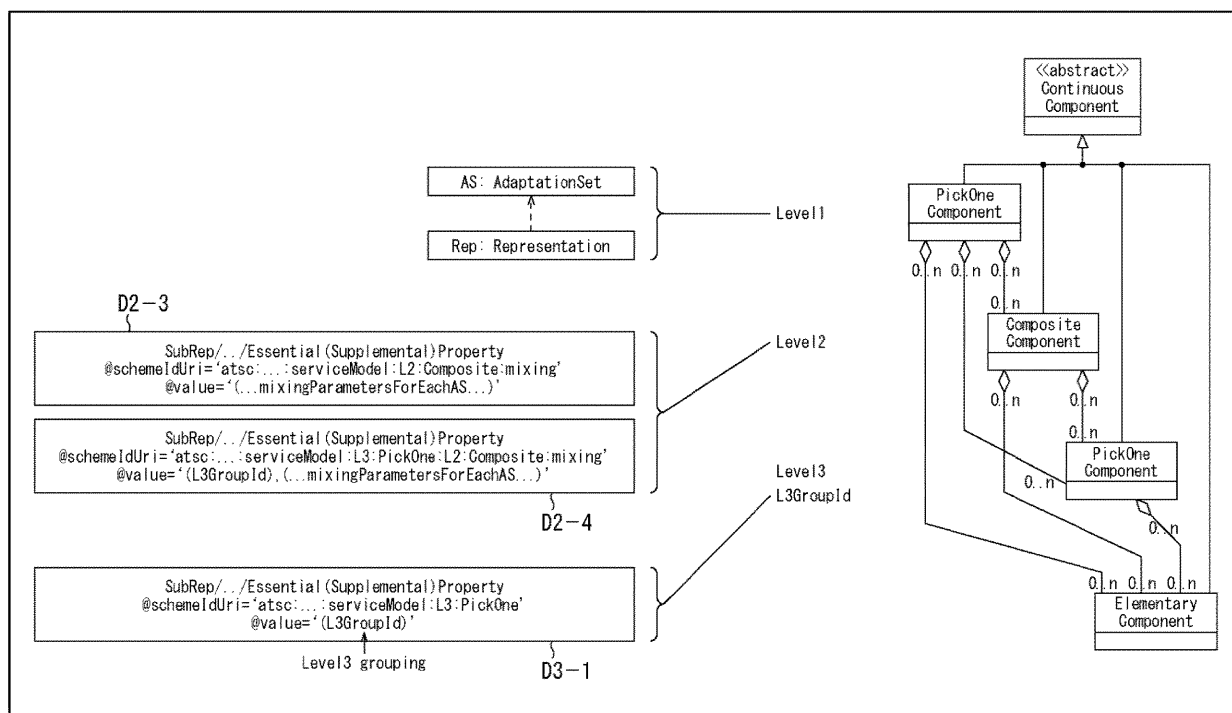 AS: AdaptationSet
Rep: Representation
Level1
D2-3
SubRep/../Essential(Supplemental)Property
@schemeIdUri='atsc:...:serviceModel:L2:Composite:mixing'
@value='(...mixingParametersForEachAS...)'
SubRep/../Essential(Supplemental)Property
@schemeIdUri='atsc:...:serviceModel:L3:PickOne:L2:Composite:mixing'
@value='(L3GroupId),(...mixingParametersForEachAS...)'
D2-4
Level2
Level3
L3GroupId
SubRep/../Essential(Supplemental)Property
@schemeIdUri='atsc:...:serviceModel:L3:PickOne'
@value='(L3GroupId)'
Level3 grouping
D3-1
<<abstract>>
Continuous
Component
PickOne
Component
0..n 0..n 0..n
0..n
Composite
Component
0..n 0..n
0..n
PickOne
Component
0..n
0..n
0..n 0..n 0..n
Elementary
Component